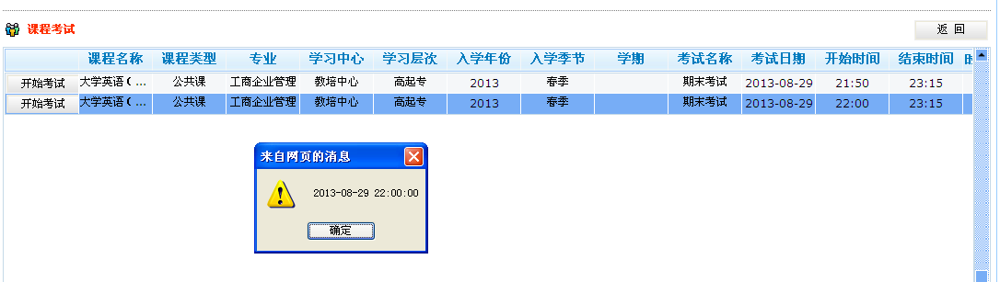 课程考试
返 回
课程名称 课程类型 专业 学习中心 学习层次 入学年份 入学季节 学期 考试名称 考试日期 开始时间 结束时间
开始考试 大学英语（ ... 公共课 工商企业管理 教培中心 高起专 2013 春季 期末考试 2013-08-29 21:50 23:15
开始考试 大学英语（ ... 公共课 工商企业管理 教培中心 高起专 2013 春季 期末考试 2013-08-29 22:00 23:15
来自网页的消息
2013-08-29 22:00:00
确定